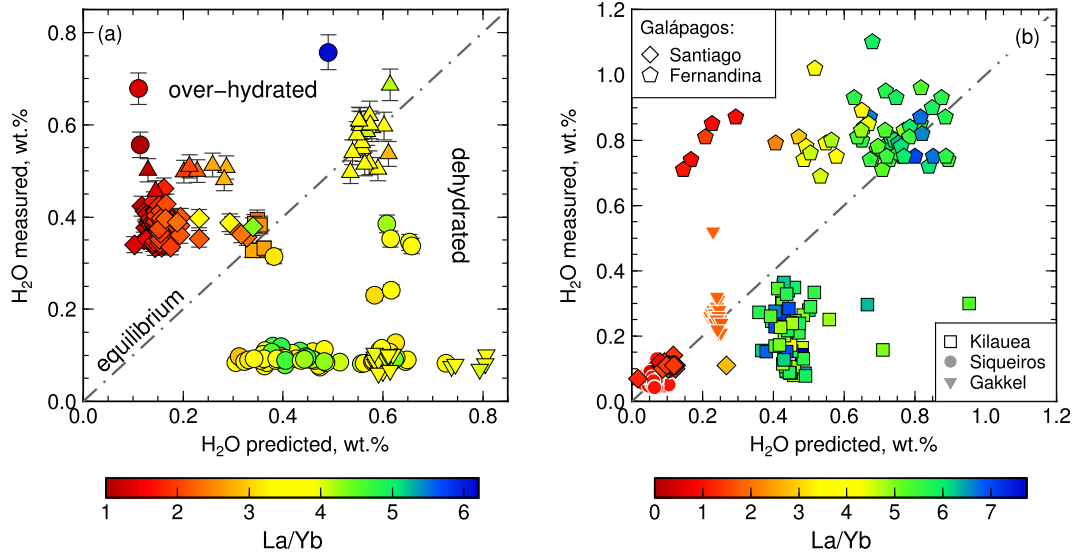 (a)
over-hydrated
dehydrated
equilibrium
0.8
0.6
0.4
0.2
0.0
H₂O measured, wt.%
0.0 0.2 0.4 0.6 0.8
H₂O predicted, wt.%
1 2 3 4 5 6
La/Yb
(b)
Galápagos:
Santiago
Fernandina
Kilauea
Siqueiros
Gakkel
1.2
1.0
0.8
0.6
0.4
0.2
0.0
H₂O measured, wt.%
0.0 0.2 0.4 0.6 0.8 1.0 1.2
H₂O predicted, wt.%
0 1 2 3 4 5 6 7
La/Yb